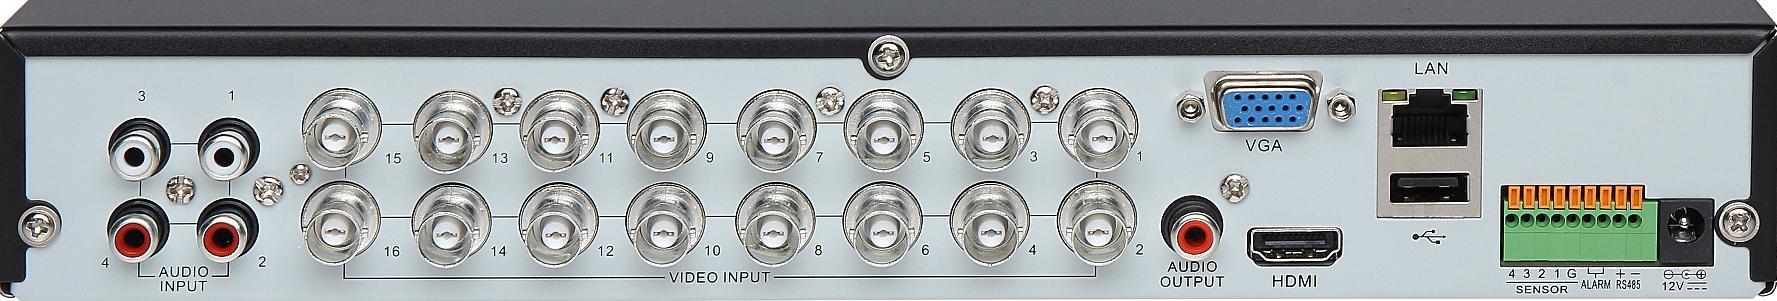 3 1
4 2
AUDIO
INPUT
15 13 11 9 7 5 3 1
16 14 12 10 8 6 4 2
VIDEO INPUT
AUDIO
OUTPUT
VGA
HDMI
LAN
4 3 2 1 G + −
SENSOR ALARM RS485
12V